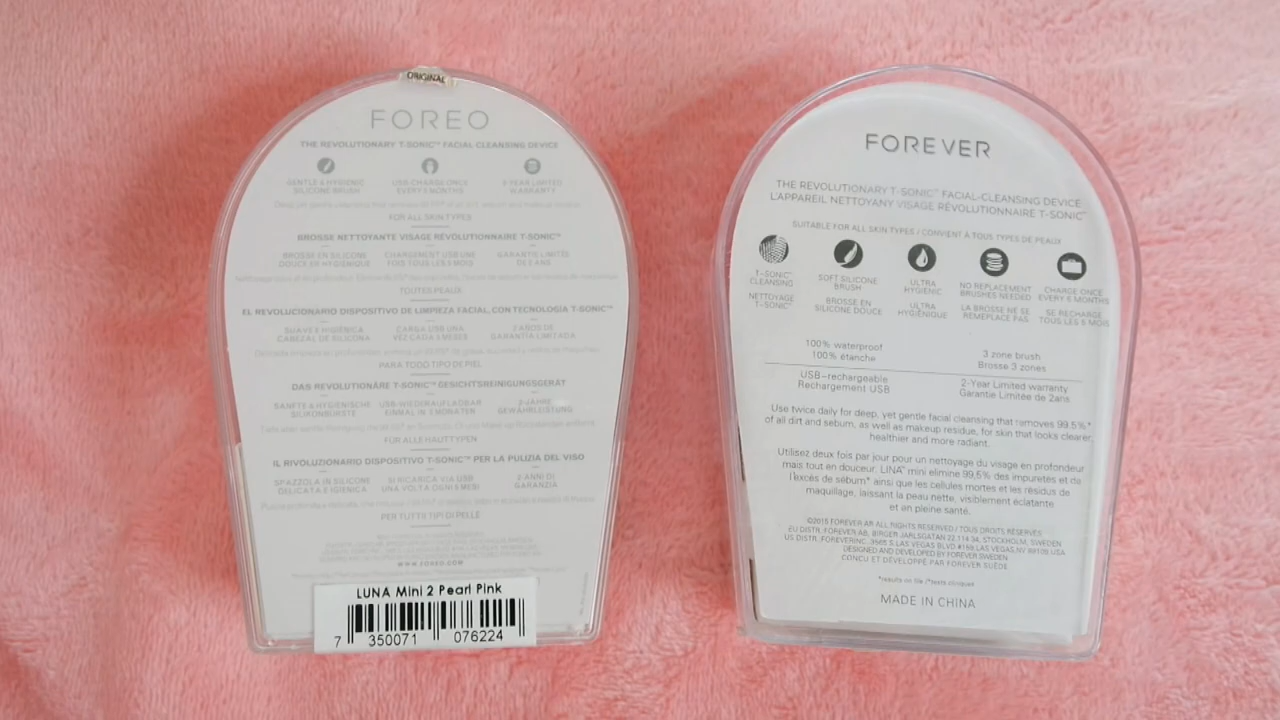 ORIGINAL
FOREO
THE REVOLUTIONARY T-SONIC™ FACIAL CLEANSING DEVICE
GENTLE & HYGIENIC
SILICONE BRUSH
USB-CHARGE ONCE
EVERY 3 MONTHS
2 YEAR LIMITED
WARRANTY
FOR ALL SKIN TYPES
BROSSE NETTOYANTE VISAGE RÉVOLUTIONNAIRE T-SONIC™
BROSSE EN SILICONE
DOUCE ET HYGIÉNIQUE
CHARGEMENT USB UNE
FOIS TOUS LES 3 MOIS
GARANTIE LIMITÉE
DE 2 ANS
TOUTES PEAUX
EL REVOLUCIONARIO DISPOSITIVO DE LIMPIEZA FACIAL, CON TECNOLOGÍA T-SONIC™
SUAVE & HIGIÉNICA
CABEZAL DE SILICONA
CARGA USB UNA
VEZ CADA 3 MESES
2 AÑOS DE
GARANTÍA LIMITADA
PARA TODO TIPO DE PIEL
DAS REVOLUTIONÄRE T-SONIC™ GESICHTSREINIGUNGSGERÄT
SANFTE & HYGIENISCHE
SILIKONBÜRSTE
USB-WIEDERAUFLADBAR
EINMAL IN 3 MONATEN
2-JAHRE
GEWÄHRLEISTUNG
FÜR ALLE HAUTTYPEN
IL RIVOLUZIONARIO DISPOSITIVO T-SONIC™ PER LA PULIZIA DEL VISO
SPAZZOLA IN SILICONE
DELICATA E IGIENICA
SI RICARICA VIA USB
UNA VOLTA OGNI 3 MESI
2 ANNI DI
GARANZIA
PER TUTTI I TIPI DI PELLE
WWW.FOREO.COM
LUNA Mini 2 Pearl Pink
7 350071 076224
FOREVER
THE REVOLUTIONARY T-SONIC™ FACIAL-CLEANSING DEVICE
L'APPAREIL NETTOYANY VISAGE RÉVOLUTIONNAIRE T-SONIC™
SUITABLE FOR ALL SKIN TYPES / CONVIENT À TOUS TYPES DE PEAUX
T-SONIC™
CLEANSING
NETTOYAGE
T-SONIC™
SOFT SILICONE
BRUSH
BROSSE EN
SILICONE DOUCE
ULTRA
HYGIENIC
ULTRA
HYGIÉNIQUE
NO REPLACEMENT
BRUSHES NEEDED
LA BROSSE NE SE
REMEPLACE PAS
CHARGE ONCE
EVERY 5 MONTHS
SE RECHARGE
TOUS LES 5 MOIS
100% waterproof
100% étanche
3 zone brush
Brosse 3 zones
USB-rechargeable
Rechargement USB
2-Year Limited warranty
Garantie Limitée de 2ans
Use twice daily for deep, yet gentle facial cleansing that removes 99.5%*
of all dirt and sebum, as well as makeup residue, for skin that looks clearer,
healthier and more radiant.
Utilisez deux fois par jour pour un nettoyage du visage en profondeur
mais tout en douceur. LINA™ mini elimine 99,5% des impuretés et de
l'excés de sébum* ainsi que les cellules mortes et les residus de
maquillage, laissant la peau nette, visiblement éclatante
et en pleine santé.
©2015 FOREVER AB ALL RIGHTS RESERVED / TOUS DROITS RÉSERVÉS
EU DISTR. FOREVER AB, BIRGER JARLSGATAN 22,114 34, STOCKHOLM, SWEDEN
US DISTR. FOREVER INC., 3565 S.LAS VEGAS BLVD #159 LAS VEGAS, NV 89109 USA
DESIGNED AND DEVELOPED BY FOREVER SWEDEN
CONÇU ET DÉVELOPPÉ PAR FOREVER SUÈDE
*results on file /*tests cliniques
MADE IN CHINA